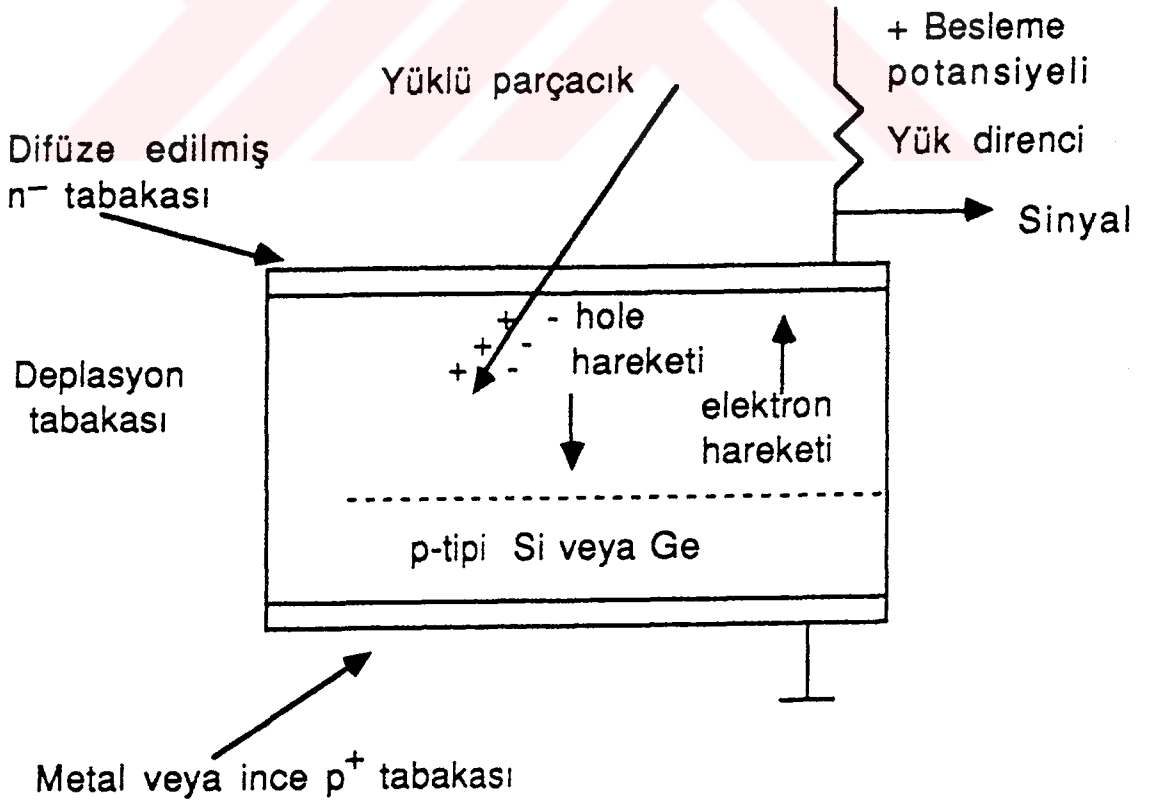 + Besleme
potansiyeli
Yüklü parçacık
Yük direnci
Difüze edilmiş
n⁻ tabakası
Sinyal
+ - hole
+ - hareketi
+ -
Deplasyon
tabakası
elektron
hareketi
p-tipi Si veya Ge
Metal veya ince p⁺ tabakası